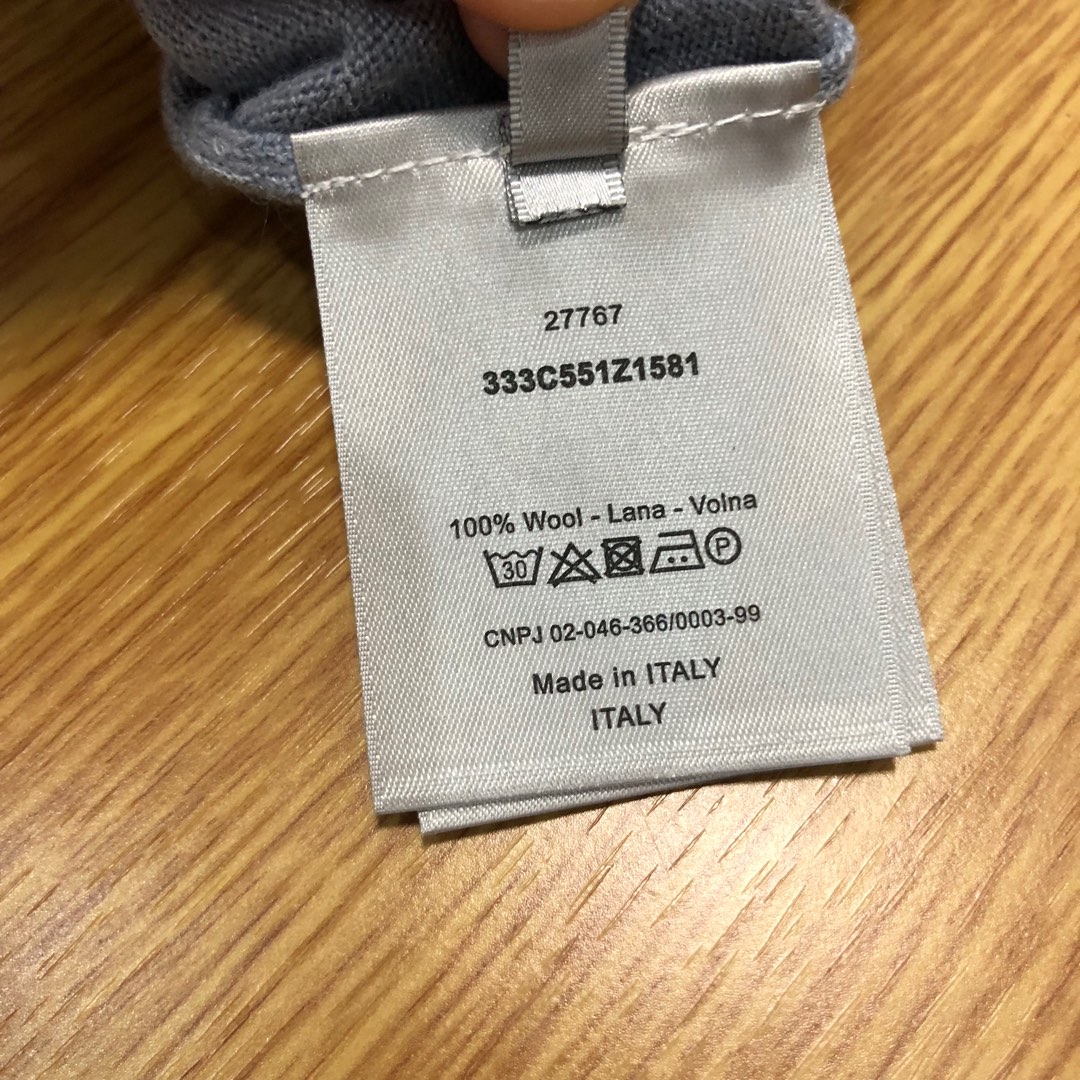 27767
333C551Z1581
100% Wool - Lana - Volna
30 P
CNPJ 02-046-366/0003-99
Made in ITALY
ITALY